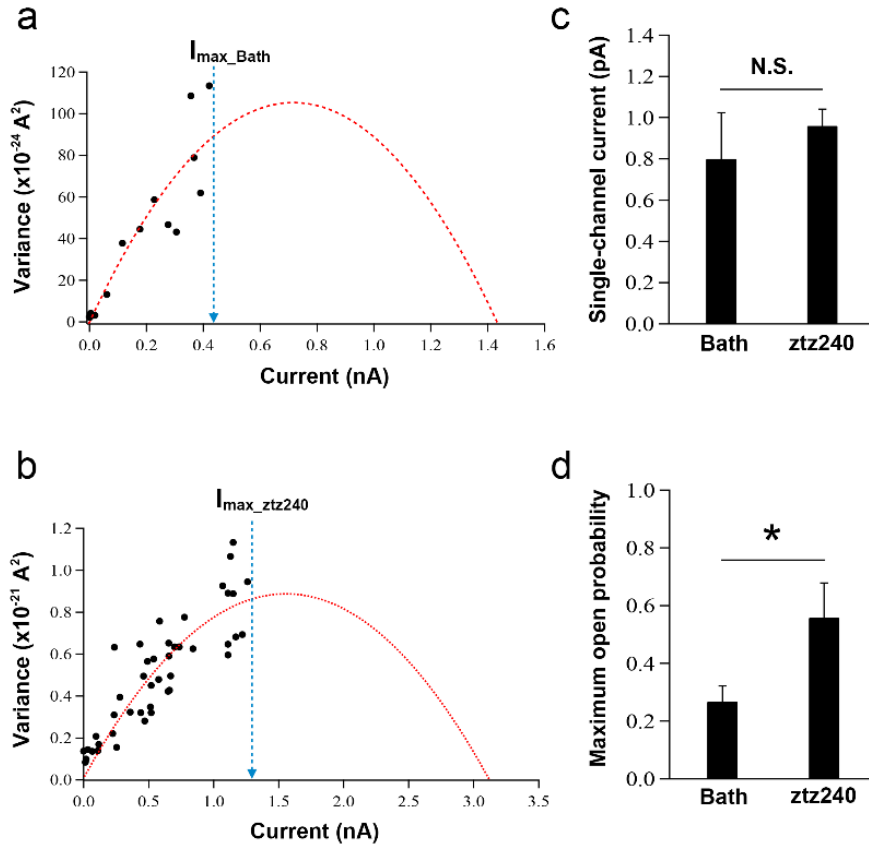 a
I max_Bath
120
100
80
60
40
20
0
Variance (x10⁻²⁴ A²)
0.0 0.2 0.4 0.6 0.8 1.0 1.2 1.4 1.6
Current (nA)
b
I max_ztz240
1.2
1.0
0.8
0.6
0.4
0.2
0.0
Variance (x10⁻²¹ A²)
0.0 0.5 1.0 1.5 2.0 2.5 3.0 3.5
Current (nA)
c
N.S.
1.4
1.2
1.0
0.8
0.6
0.4
0.2
0.0
Single-channel current (pA)
Bath ztz240
d
*
1.0
0.8
0.6
0.4
0.2
0.0
Maximum open probability
Bath ztz240